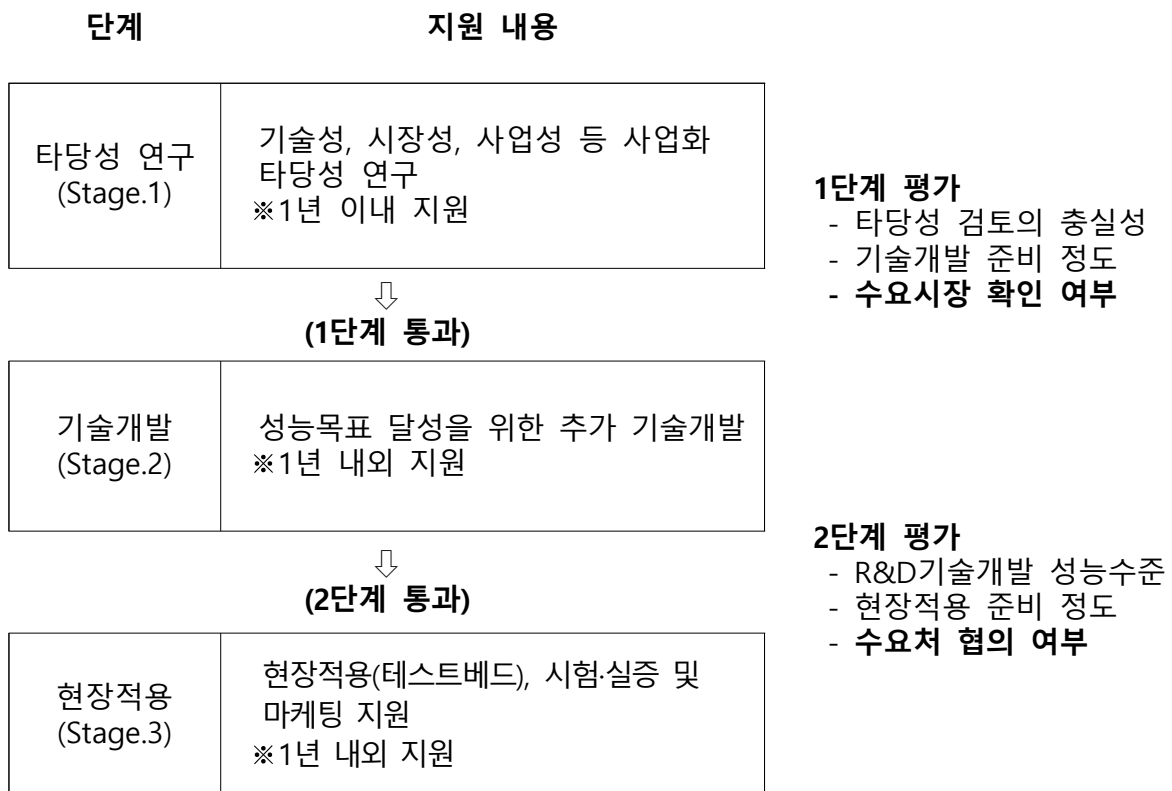 단계 지원 내용
타당성 연구
(Stage.1)
기술성, 시장성, 사업성 등 사업화
타당성 연구
※1년 이내 지원
1단계 평가
- 타당성 검토의 충실성
- 기술개발 준비 정도
- 수요시장 확인 여부
(1단계 통과)
기술개발
(Stage.2)
성능목표 달성을 위한 추가 기술개발
※1년 내외 지원
2단계 평가
- R&D기술개발 성능수준
- 현장적용 준비 정도
- 수요처 협의 여부
(2단계 통과)
현장적용
(Stage.3)
현장적용(테스트베드), 시험·실증 및
마케팅 지원
※1년 내외 지원